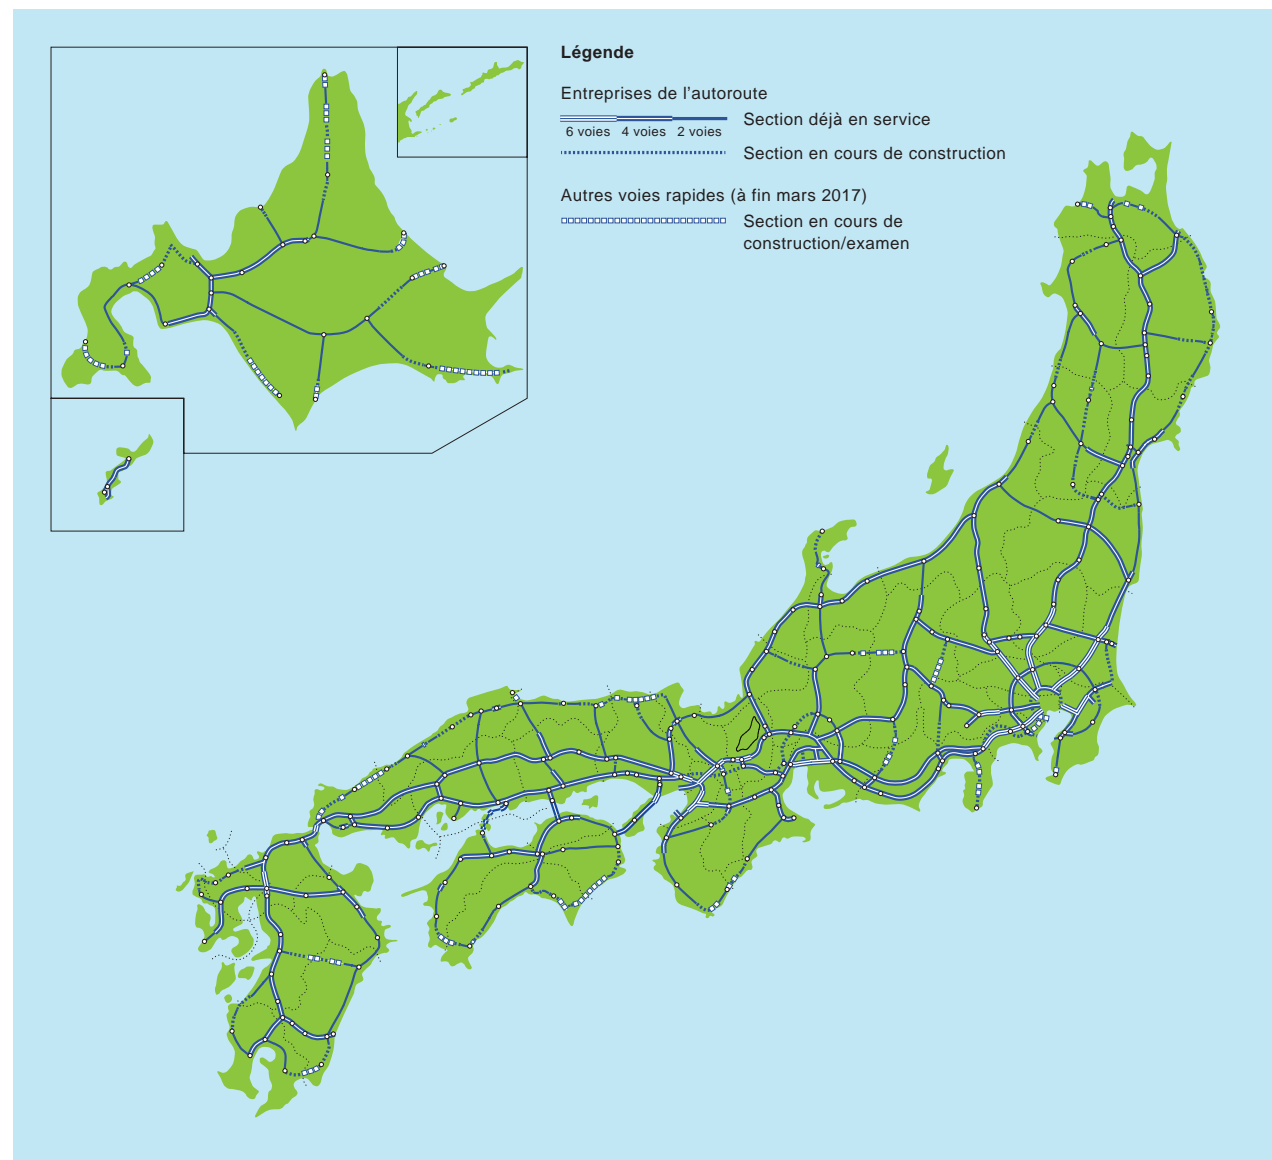 Légende
Entreprises de l'autoroute
6 voies 4 voies 2 voies Section déjà en service
Section en cours de construction
Autres voies rapides (à fin mars 2017)
Section en cours de
construction/examen